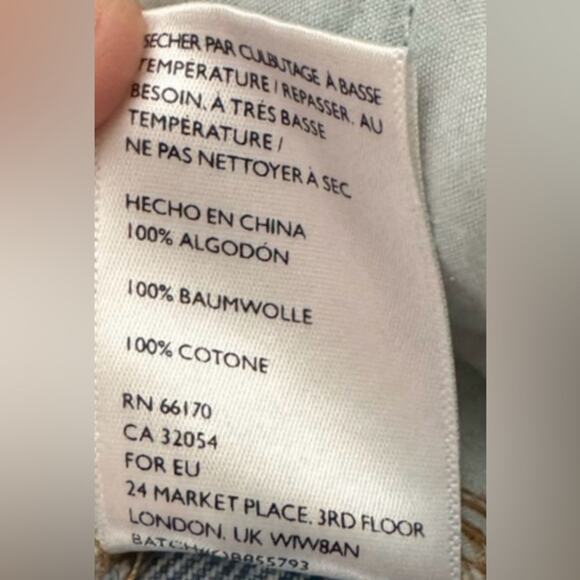 SECHER PAR CULBUTAGE À BASSE
TEMPÉRATURE / REPASSER, AU
BESOIN, A TRÉS BASSE
TEMPÉRATURE /
NE PAS NETTOYER À SEC
HECHO EN CHINA
100% ALGODÓN
100% BAUMWOLLE
100% COTONE
RN 66170
CA 32054
FOR EU
24 MARKET PLACE, 3RD FLOOR
LONDON, UK W1W8AN